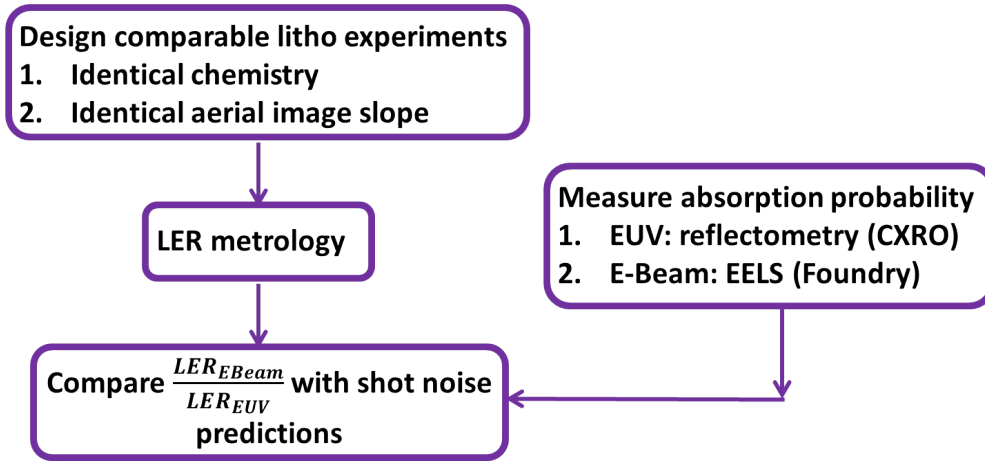 Design comparable litho experiments
1. Identical chemistry
2. Identical aerial image slope
LER metrology
Measure absorption probability
1. EUV: reflectometry (CXRO)
2. E-Beam: EELS (Foundry)
Compare LER_EBeam / LER_EUV with shot noise
predictions